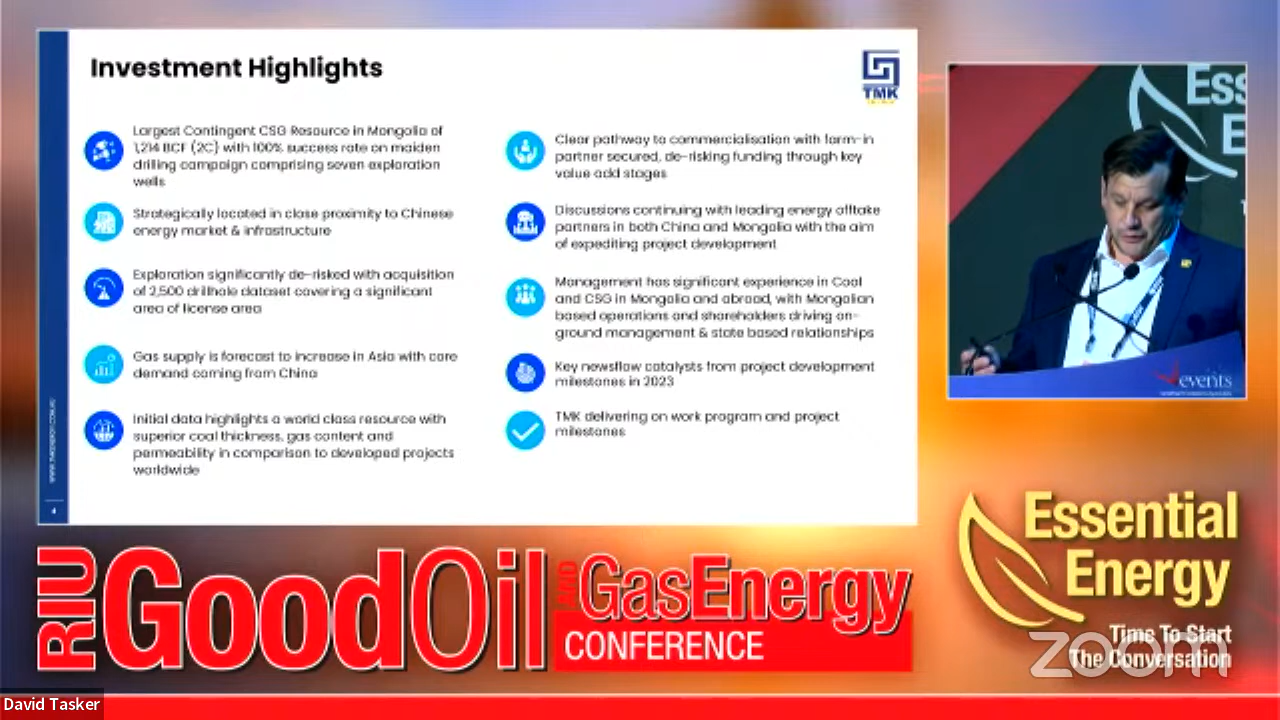 Investment Highlights
TMK
Largest Contingent CSG Resource in Mongolia of
1,214 BCF (2C) with 100% success rate on maiden
drilling campaign comprising seven exploration
wells
Strategically located in close proximity to Chinese
energy market & infrastructure
Exploration significantly de-risked with acquisition
of 2,500 drillhole dataset covering a significant
area of license area
Gas supply is forecast to increase in Asia with core
demand coming from China
Initial data highlights a world class resource with
superior coal thickness, gas content and
permeability in comparison to developed projects
worldwide
Clear pathway to commercialisation with farm-in
partner secured, de-risking funding through key
value add stages
Discussions continuing with leading energy offtake
partners in both China and Mongolia with the aim
of expediting project development
Management has significant experience in Coal
and CSG in Mongolia and abroad, with Mongolian
based operations and shareholders driving on-
ground management & state based relationships
Key newsflow catalysts from project development
milestones in 2023
TMK delivering on work program and project
milestones
4
Ess
E
events
RIU GoodOil AND GasEnergy
CONFERENCE
Essential
Energy
Time To Start
The Conversation
zoom
David Tasker